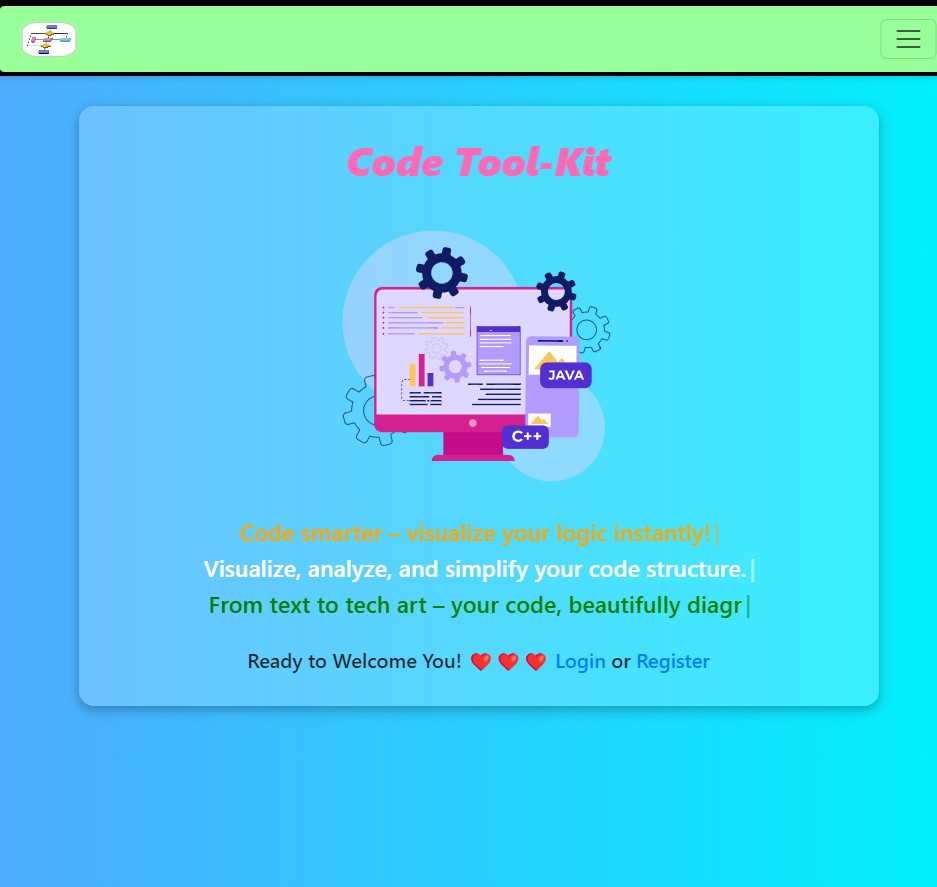 Code Tool-Kit
JAVA
C++
Code smarter – visualize your logic instantly!|
Visualize, analyze, and simplify your code structure.|
From text to tech art – your code, beautifully diagr|
Ready to Welcome You! ❤️ ❤️ ❤️ Login or Register